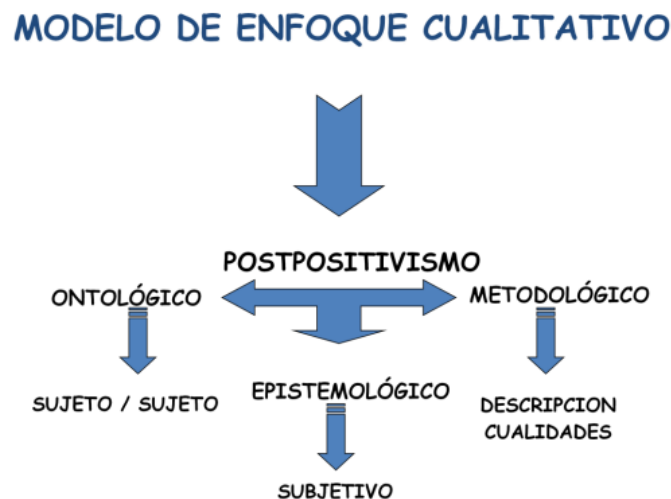 MODELO DE ENFOQUE CUALITATIVO
POSTPOSITIVISMO
ONTOLÓGICO
METODOLÓGICO
EPISTEMOLÓGICO
SUJETO / SUJETO
DESCRIPCION
CUALIDADES
SUBJETIVO